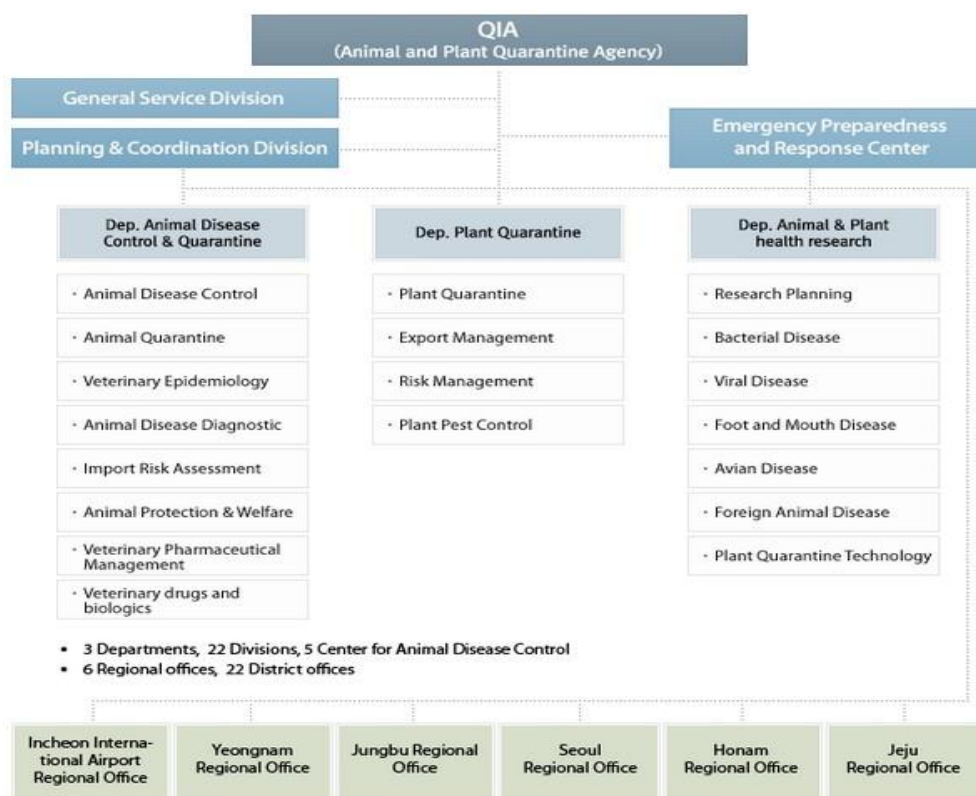 QIA
(Animal and Plant Quarantine Agency)
General Service Division
Planning & Coordination Division
Emergency Preparedness
and Response Center
Dep. Animal Disease
Control & Quarantine
· Animal Disease Control
· Animal Quarantine
· Veterinary Epidemiology
· Animal Disease Diagnostic
· Import Risk Assessment
· Animal Protection & Welfare
· Veterinary Pharmaceutical
Management
· Veterinary drugs and
biologics
Dep. Plant Quarantine
· Plant Quarantine
· Export Management
· Risk Management
· Plant Pest Control
Dep. Animal & Plant
health research
· Research Planning
· Bacterial Disease
· Viral Disease
· Foot and Mouth Disease
· Avian Disease
· Foreign Animal Disease
· Plant Quarantine Technology
• 3 Departments, 22 Divisions, 5 Center for Animal Disease Control
• 6 Regional offices, 22 District offices
Incheon Interna-
tional Airport
Regional Office
Yeongnam
Regional Office
Jungbu Regional
Office
Seoul
Regional Office
Honam
Regional Office
Jeju
Regional Office